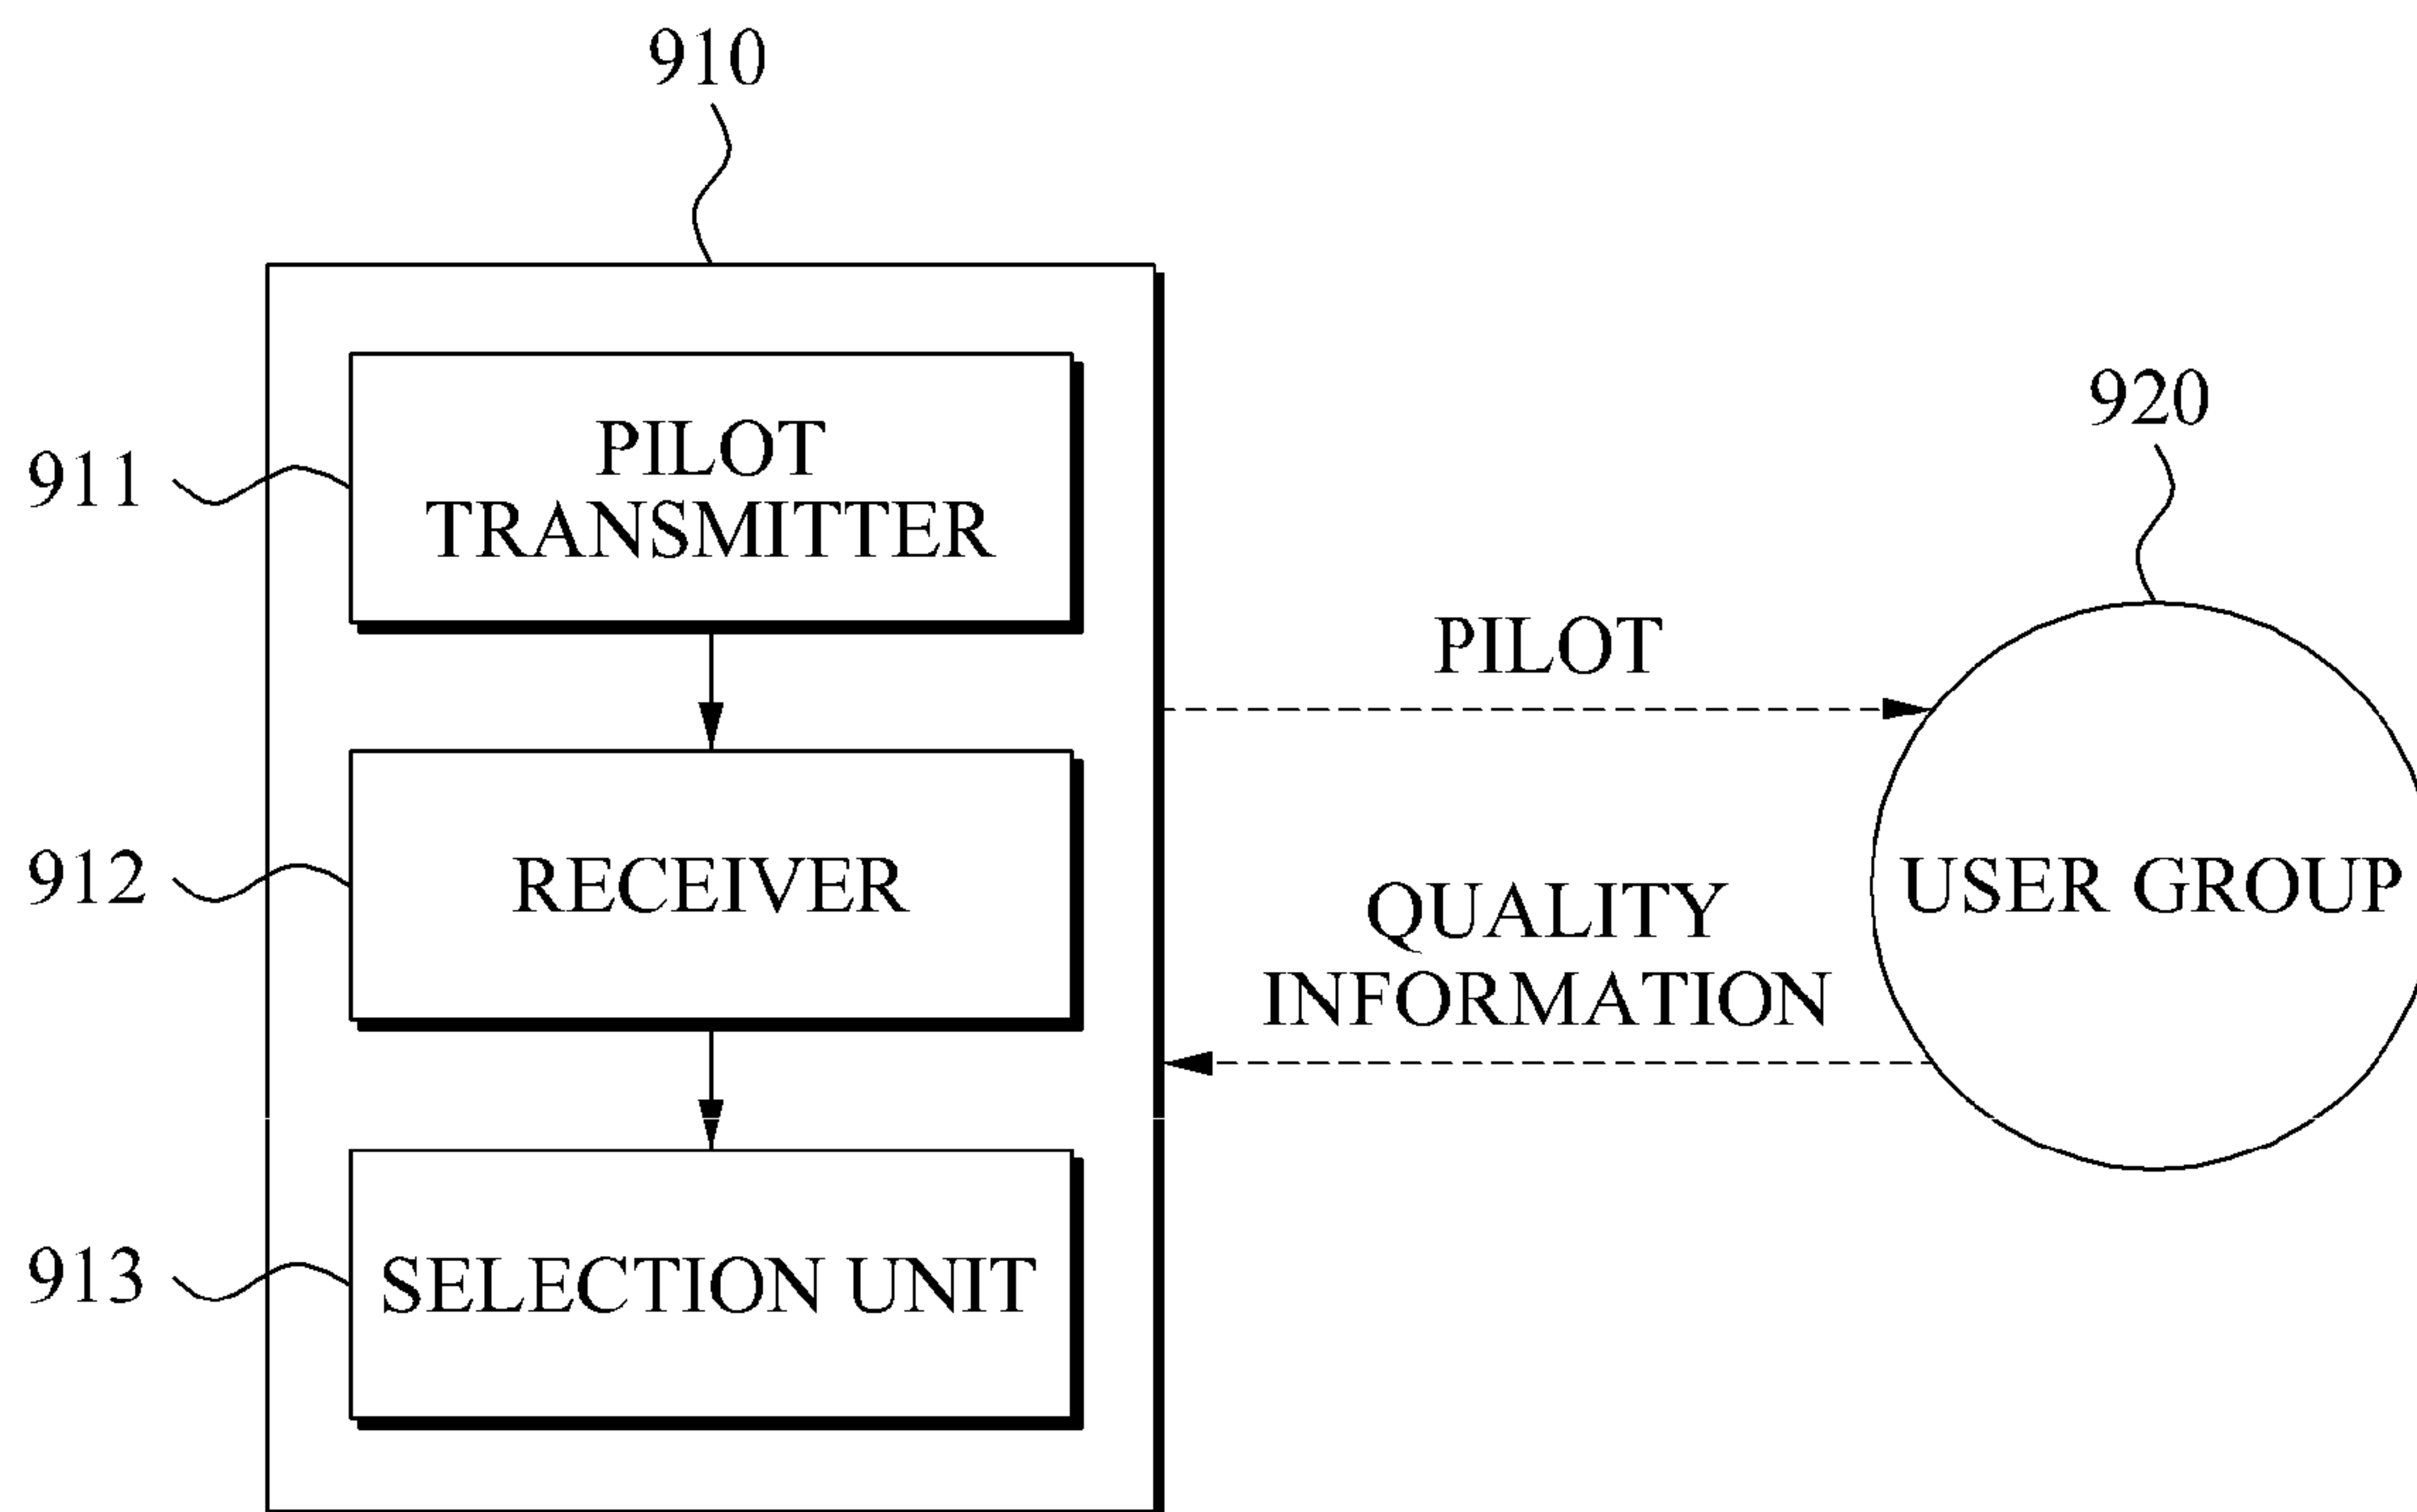 910
911
PILOT
TRANSMITTER
912
RECEIVER
913
SELECTION UNIT
PILOT
QUALITY
INFORMATION
920
USER GROUP